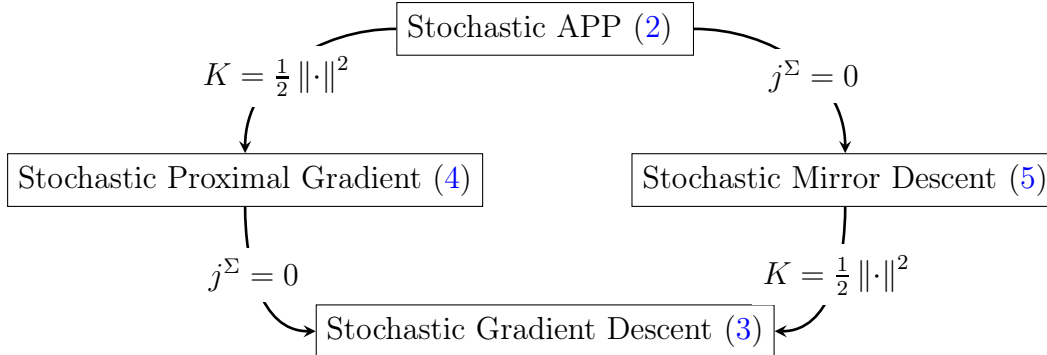 Stochastic APP (2)
K = ½ ‖·‖²
j^Σ = 0
Stochastic Proximal Gradient (4)
Stochastic Mirror Descent (5)
j^Σ = 0
K = ½ ‖·‖²
Stochastic Gradient Descent (3)